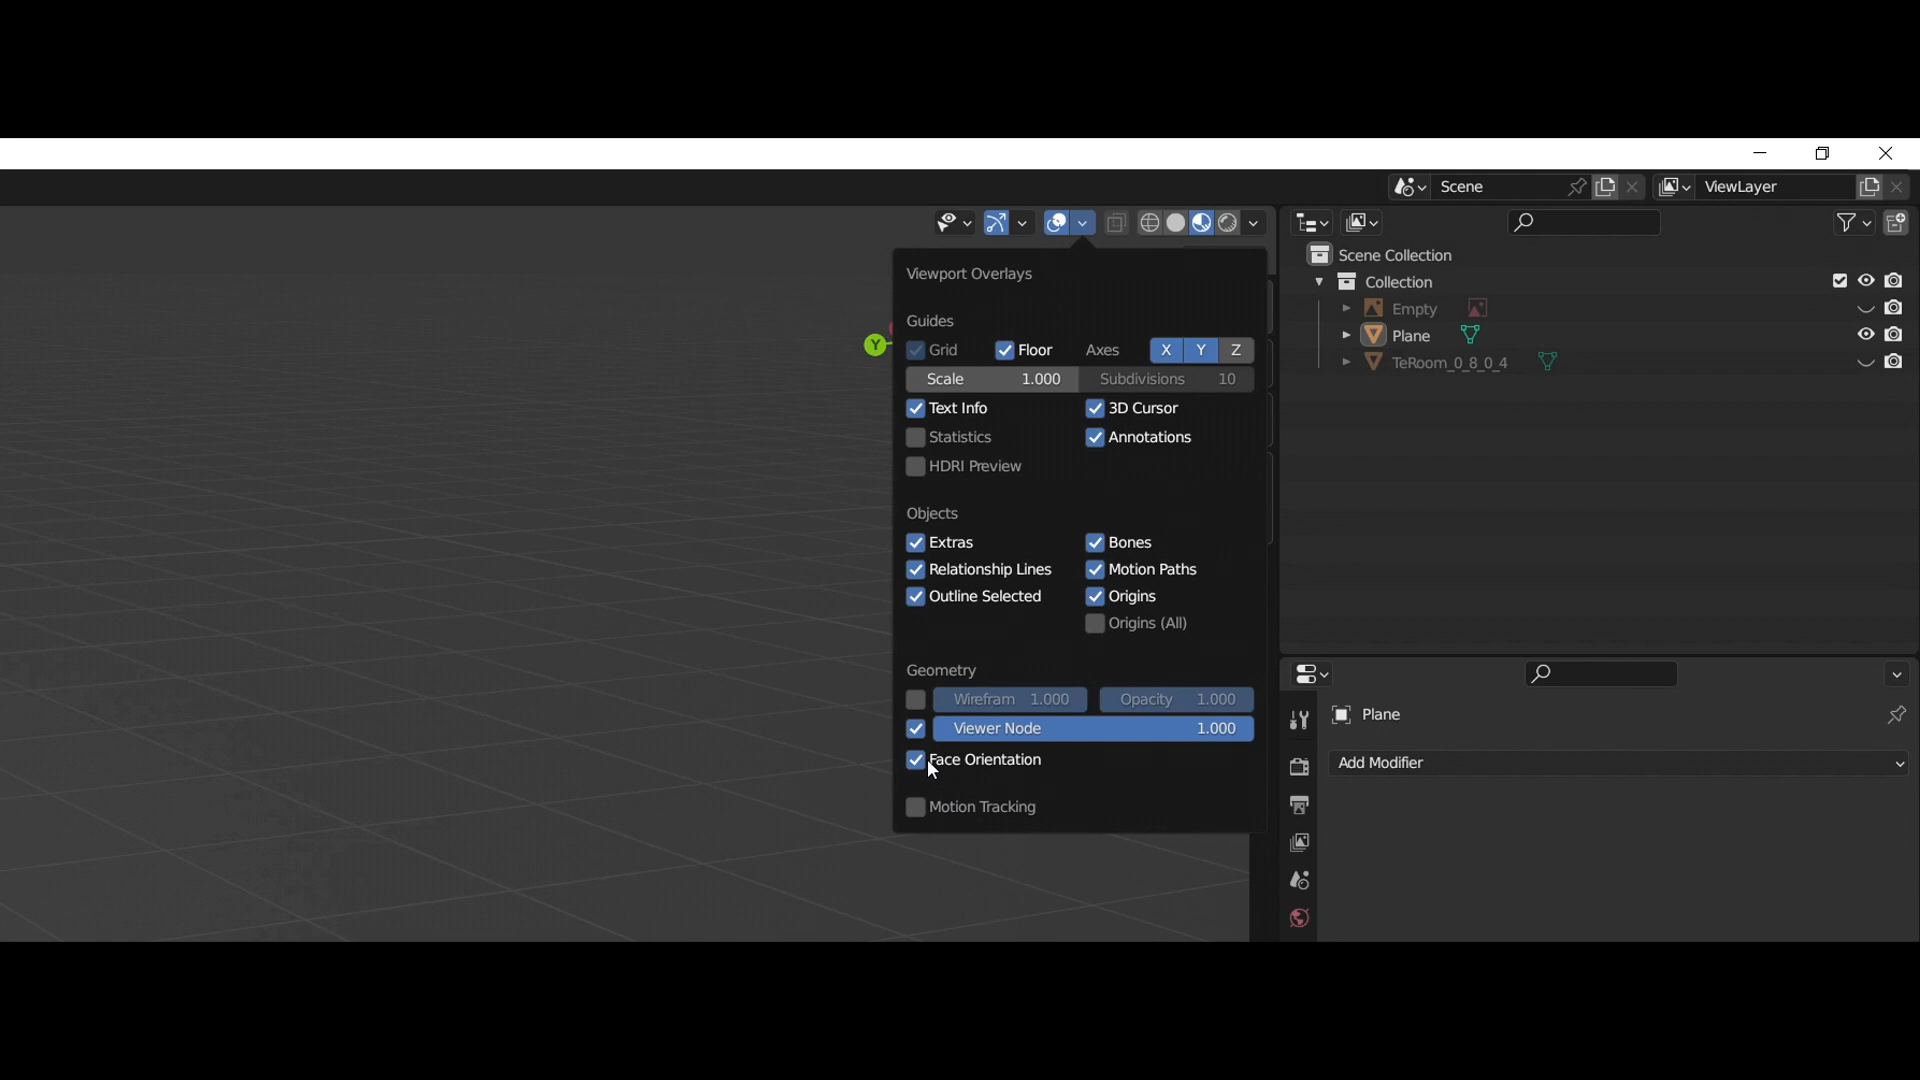 Scene
ViewLayer
Scene Collection
Collection
Empty
Plane
TeRoom_0_8_0_4
Viewport Overlays
Guides
Y
Grid Floor Axes X Y Z
Scale 1.000 Subdivisions 10
Text Info 3D Cursor
Statistics Annotations
HDRI Preview
Objects
Extras Bones
Relationship Lines Motion Paths
Outline Selected Origins
Origins (All)
Geometry
Wirefram 1.000 Opacity 1.000
Viewer Node 1.000
Face Orientation
Motion Tracking
Plane
Add Modifier